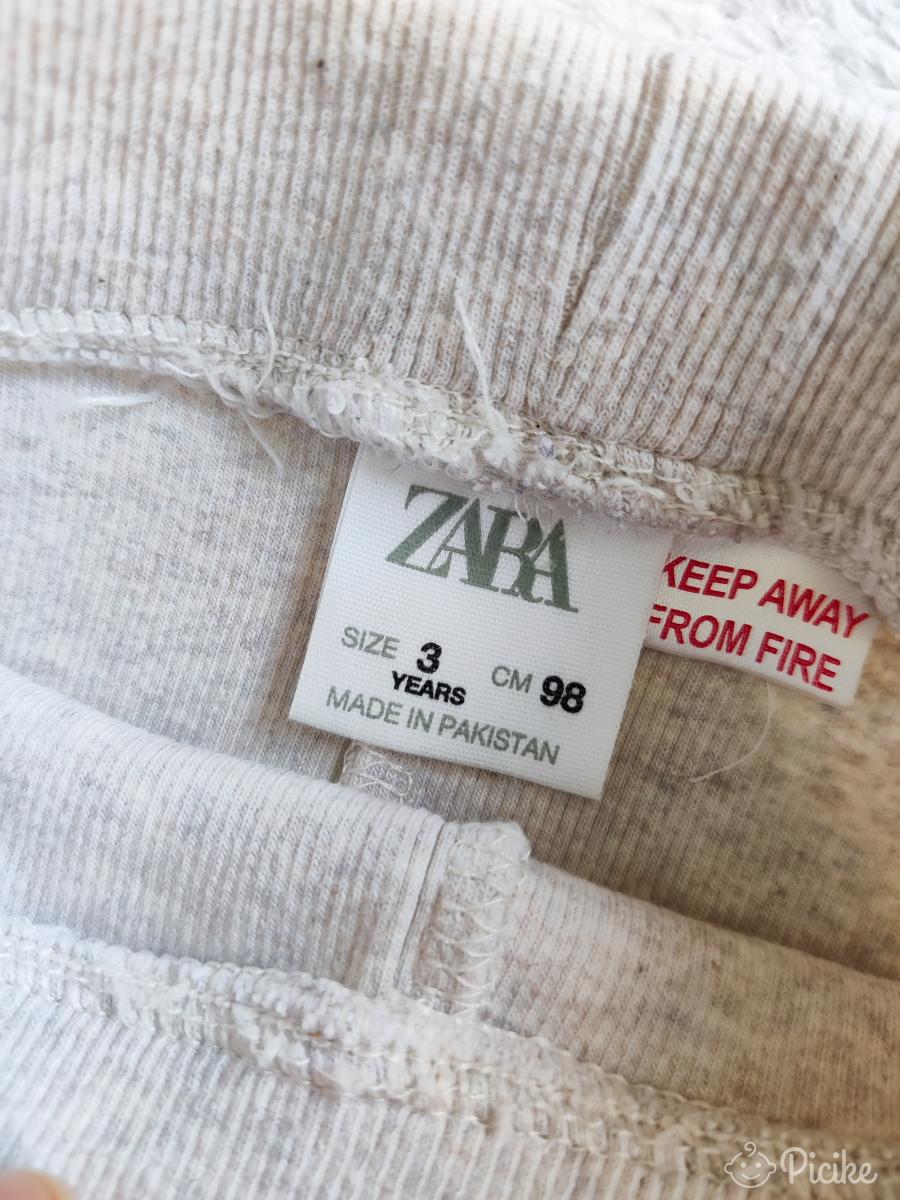 ZARA
SIZE 3 YEARS CM 98
MADE IN PAKISTAN
KEEP AWAY
FROM FIRE
Picike